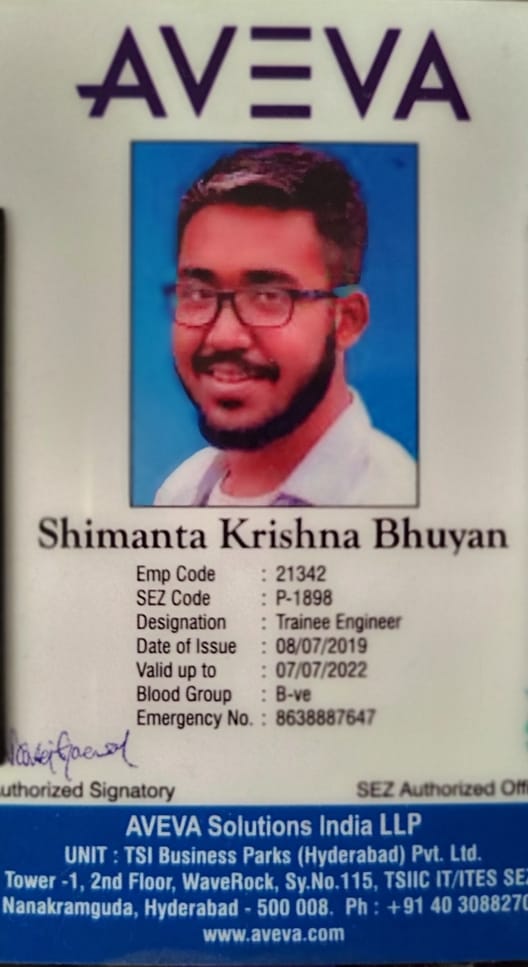 AVEVA
Shimanta Krishna Bhuyan
Emp Code : 21342
SEZ Code : P-1898
Designation : Trainee Engineer
Date of Issue : 08/07/2019
Valid up to : 07/07/2022
Blood Group : B-ve
Emergency No. : 8638887647
uthorized Signatory SEZ Authorized Offi
AVEVA Solutions India LLP
UNIT : TSI Business Parks (Hyderabad) Pvt. Ltd.
Tower -1, 2nd Floor, WaveRock, Sy.No.115, TSIIC IT/ITES SEZ
Nanakramguda, Hyderabad - 500 008. Ph : +91 40 3088270
www.aveva.com